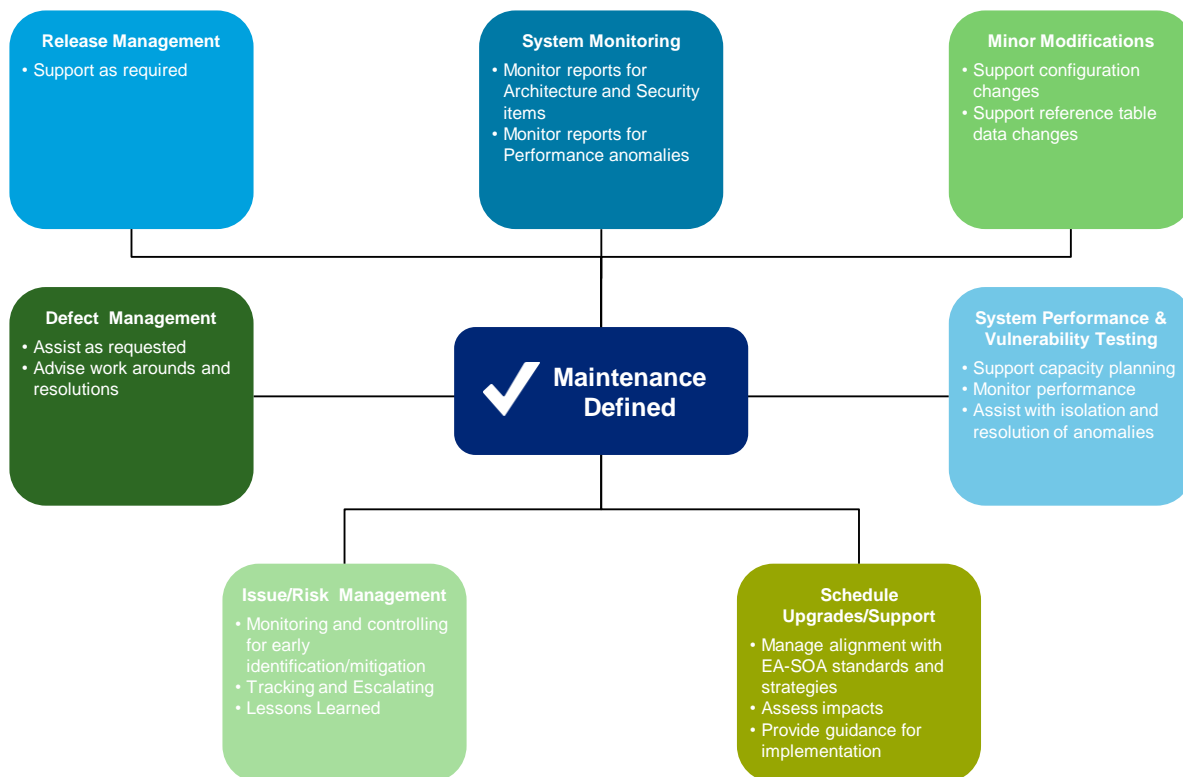 Release Management
• Support as required
System Monitoring
• Monitor reports for
Architecture and Security
items
• Monitor reports for
Performance anomalies
Minor Modifications
• Support configuration
changes
• Support reference table
data changes
Defect Management
• Assist as requested
• Advise work arounds and
resolutions
Maintenance
Defined
System Performance &
Vulnerability Testing
• Support capacity planning
• Monitor performance
• Assist with isolation and
resolution of anomalies
Issue/Risk Management
• Monitoring and controlling
for early
identification/mitigation
• Tracking and Escalating
• Lessons Learned
Schedule
Upgrades/Support
• Manage alignment with
EA-SOA standards and
strategies
• Assess impacts
• Provide guidance for
implementation